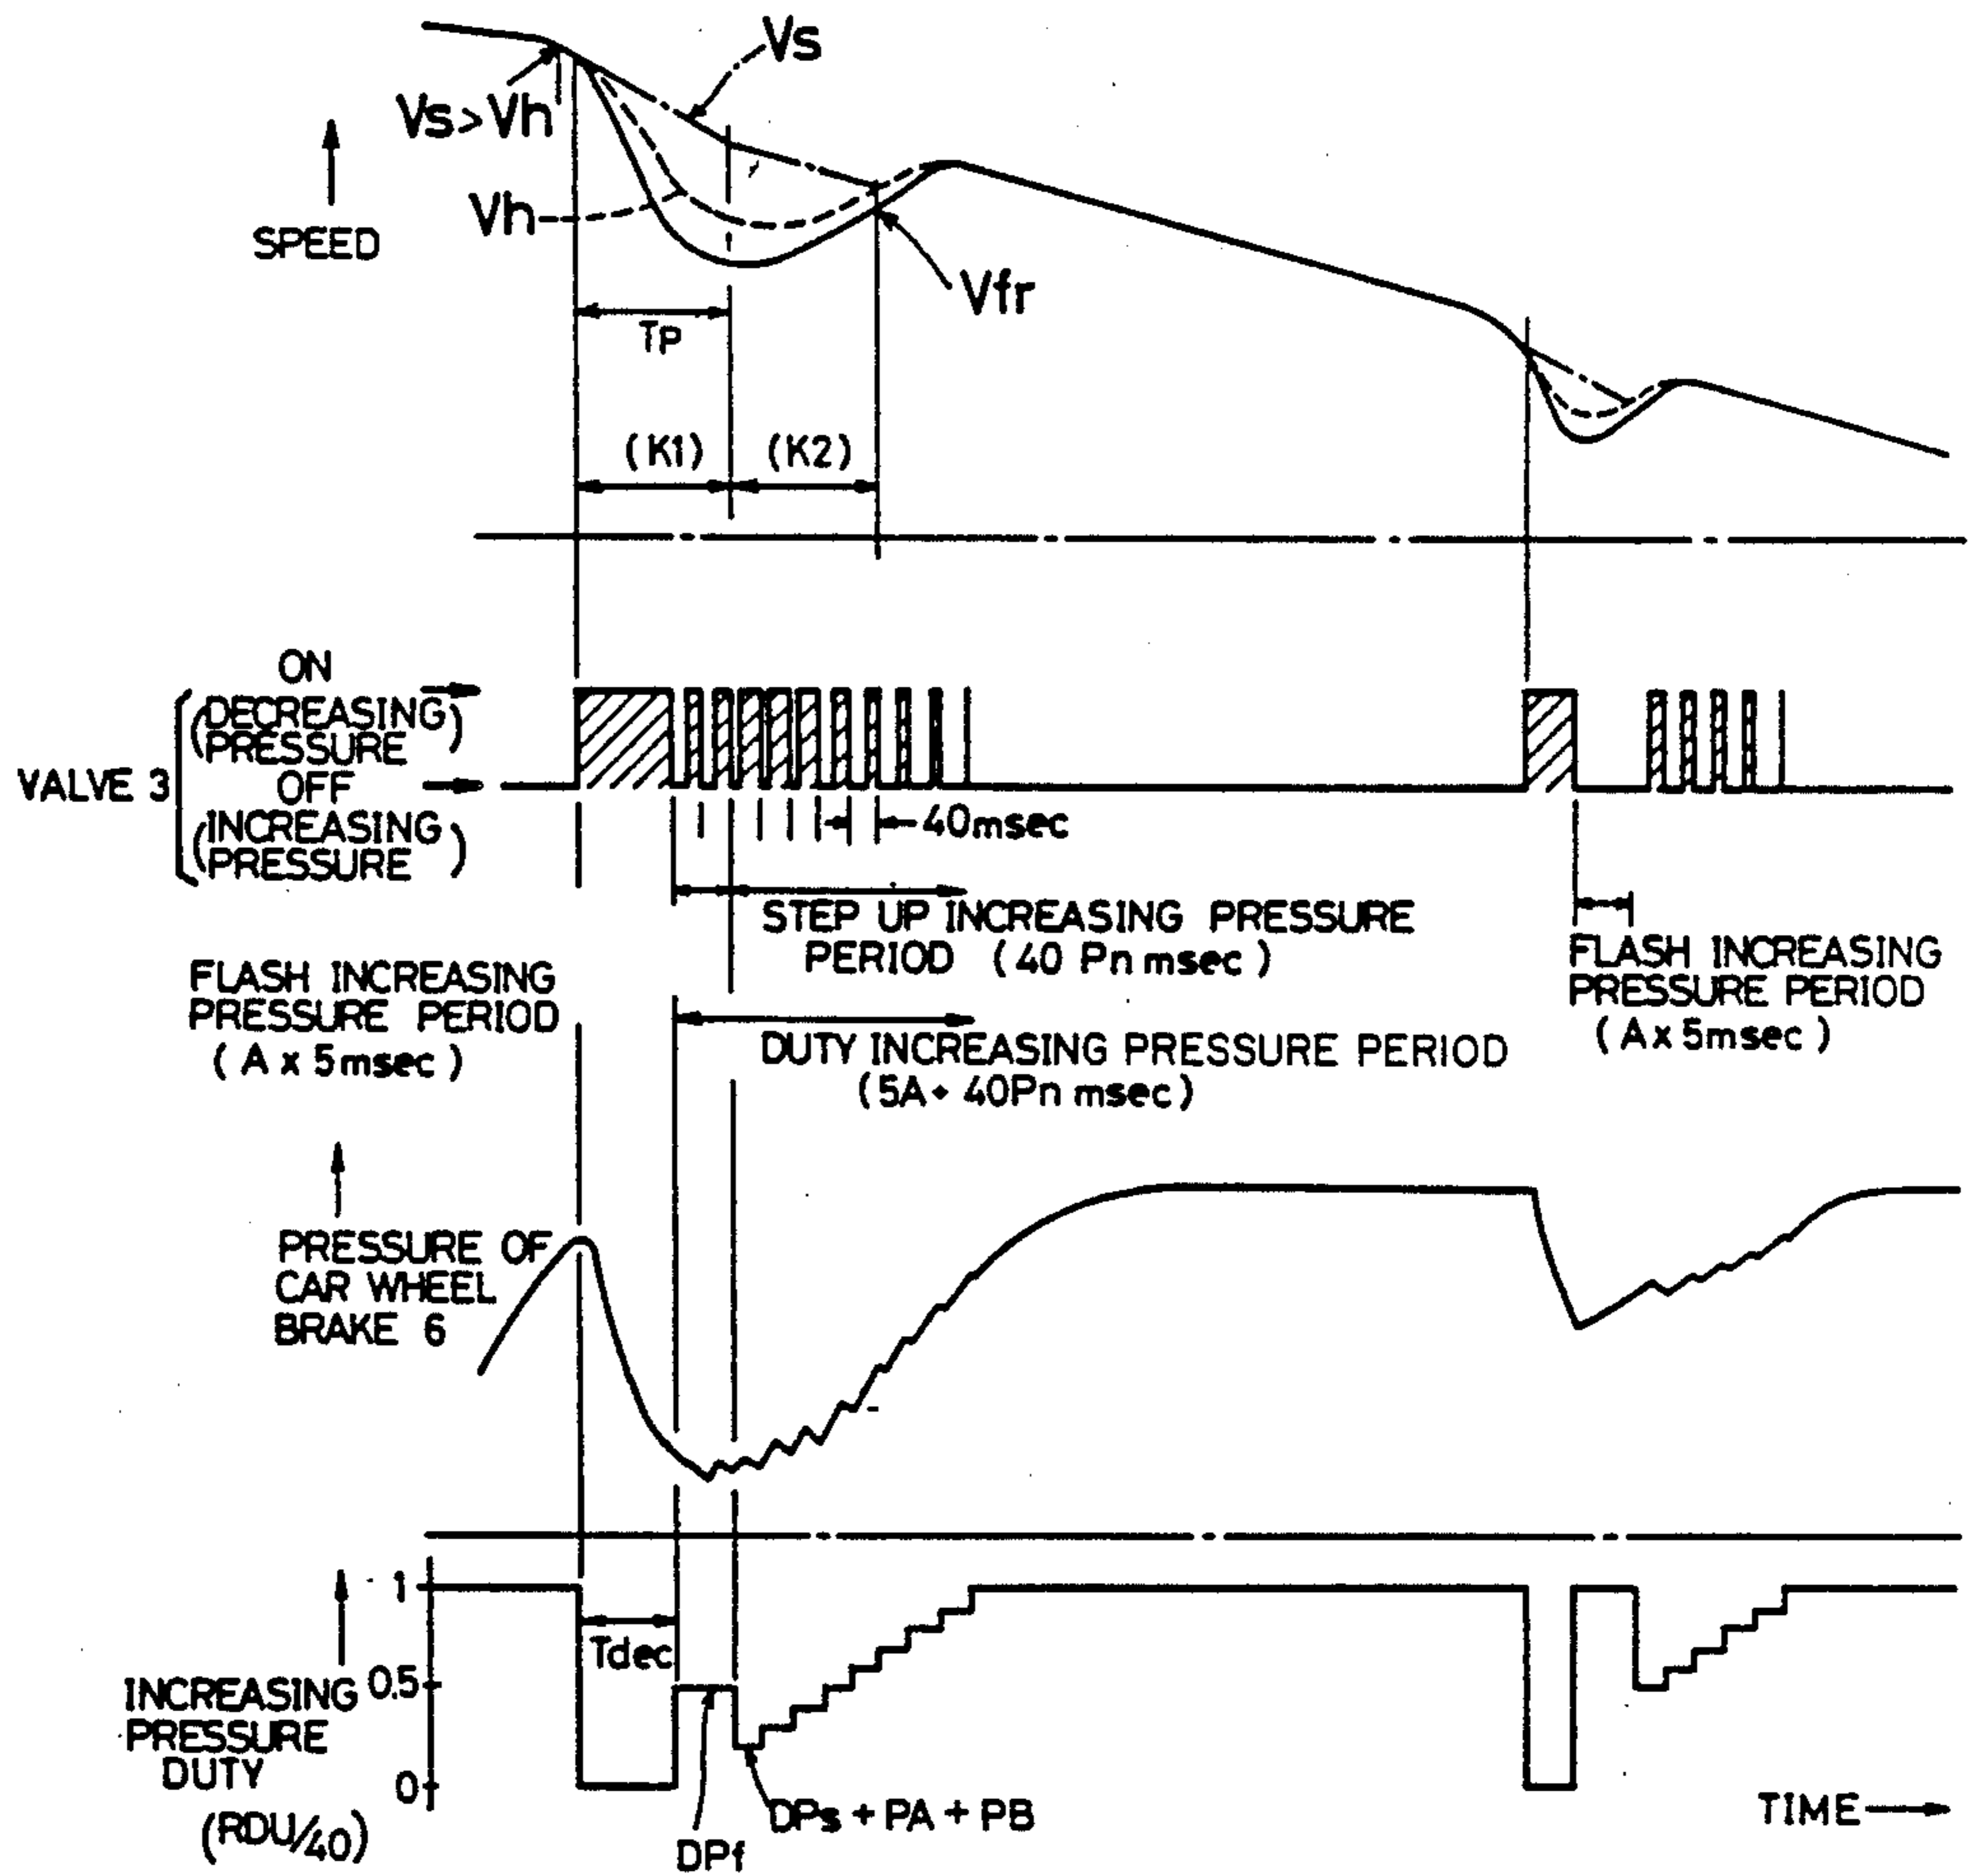 Vs
Vs>Vh
Vh
SPEED
Vfr
Tp
(K1)
(K2)
ON
(DECREASING
PRESSURE)
VALVE 3
OFF
(INCREASING
PRESSURE)
40msec
STEP UP INCREASING PRESSURE
PERIOD (40 Pn msec)
FLASH INCREASING
PRESSURE PERIOD
(A x 5msec)
FLASH INCREASING
PRESSURE PERIOD
(A x 5msec)
DUTY INCREASING PRESSURE PERIOD
(5A+ 40Pn msec)
PRESSURE OF
CAR WHEEL
BRAKE 6
1
Tdec
0.5
INCREASING
PRESSURE
DUTY
(RDU/40)
0
DPs + PA + PB
DPf
TIME